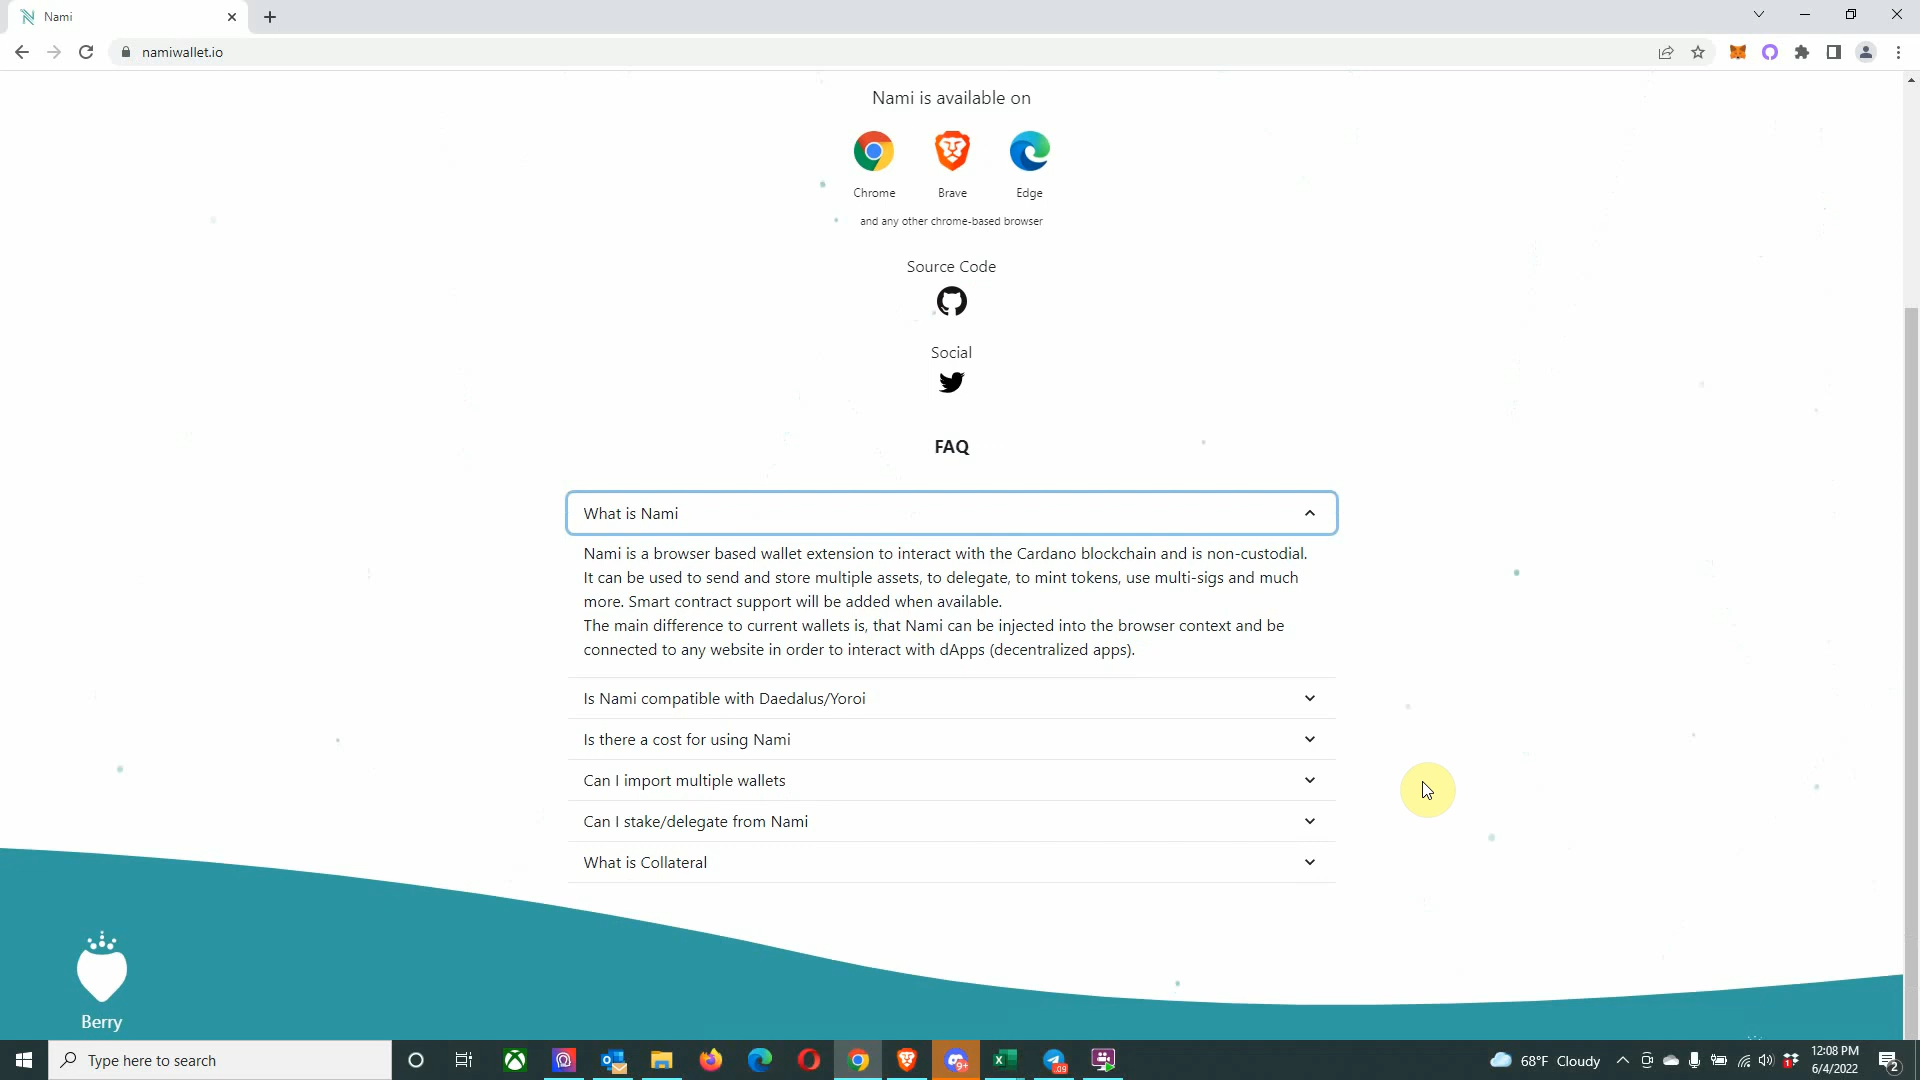 Nami
namiwallet.io
Nami is available on
Chrome Brave Edge
and any other chrome-based browser
Source Code
Social
FAQ
What is Nami
Nami is a browser based wallet extension to interact with the Cardano blockchain and is non-custodial.
It can be used to send and store multiple assets, to delegate, to mint tokens, use multi-sigs and much
more. Smart contract support will be added when available.
The main difference to current wallets is, that Nami can be injected into the browser context and be
connected to any website in order to interact with dApps (decentralized apps).
Is Nami compatible with Daedalus/Yoroi
Is there a cost for using Nami
Can I import multiple wallets
Can I stake/delegate from Nami
What is Collateral
Berry
Type here to search
9+
.09
68°F Cloudy
1
12:08 PM
6/4/2022
2